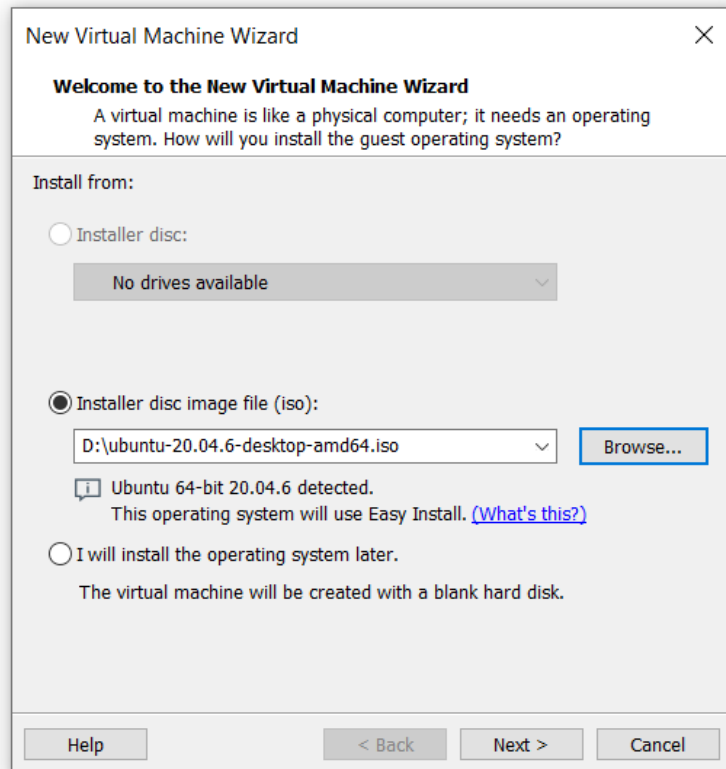 New Virtual Machine Wizard
Welcome to the New Virtual Machine Wizard
A virtual machine is like a physical computer; it needs an operating
system. How will you install the guest operating system?
Install from:
Installer disc:
No drives available
Installer disc image file (iso):
D:\ubuntu-20.04.6-desktop-amd64.iso
Browse...
Ubuntu 64-bit 20.04.6 detected.
This operating system will use Easy Install. (What's this?)
I will install the operating system later.
The virtual machine will be created with a blank hard disk.
Help
< Back
Next >
Cancel